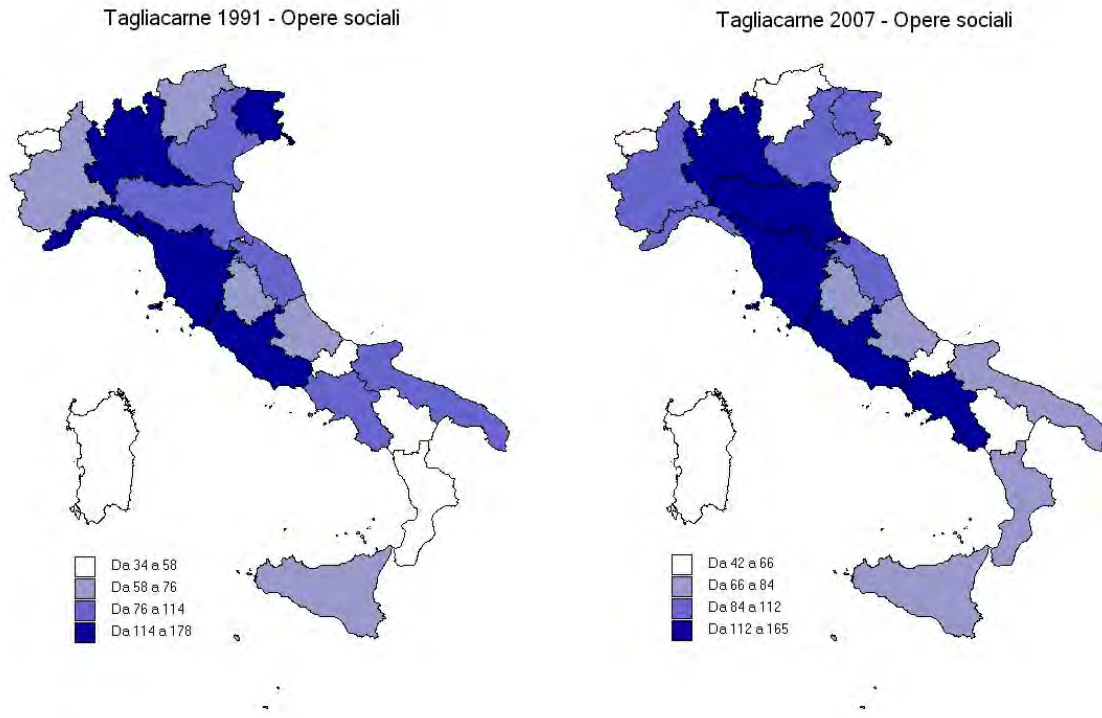 Tagliacarne 1991 - Opere sociali
Da 34 a 58
Da 58 a 76
Da 76 a 114
Da 114 a 178
Tagliacarne 2007 - Opere sociali
Da 42 a 66
Da 66 a 84
Da 84 a 112
Da 112 a 165